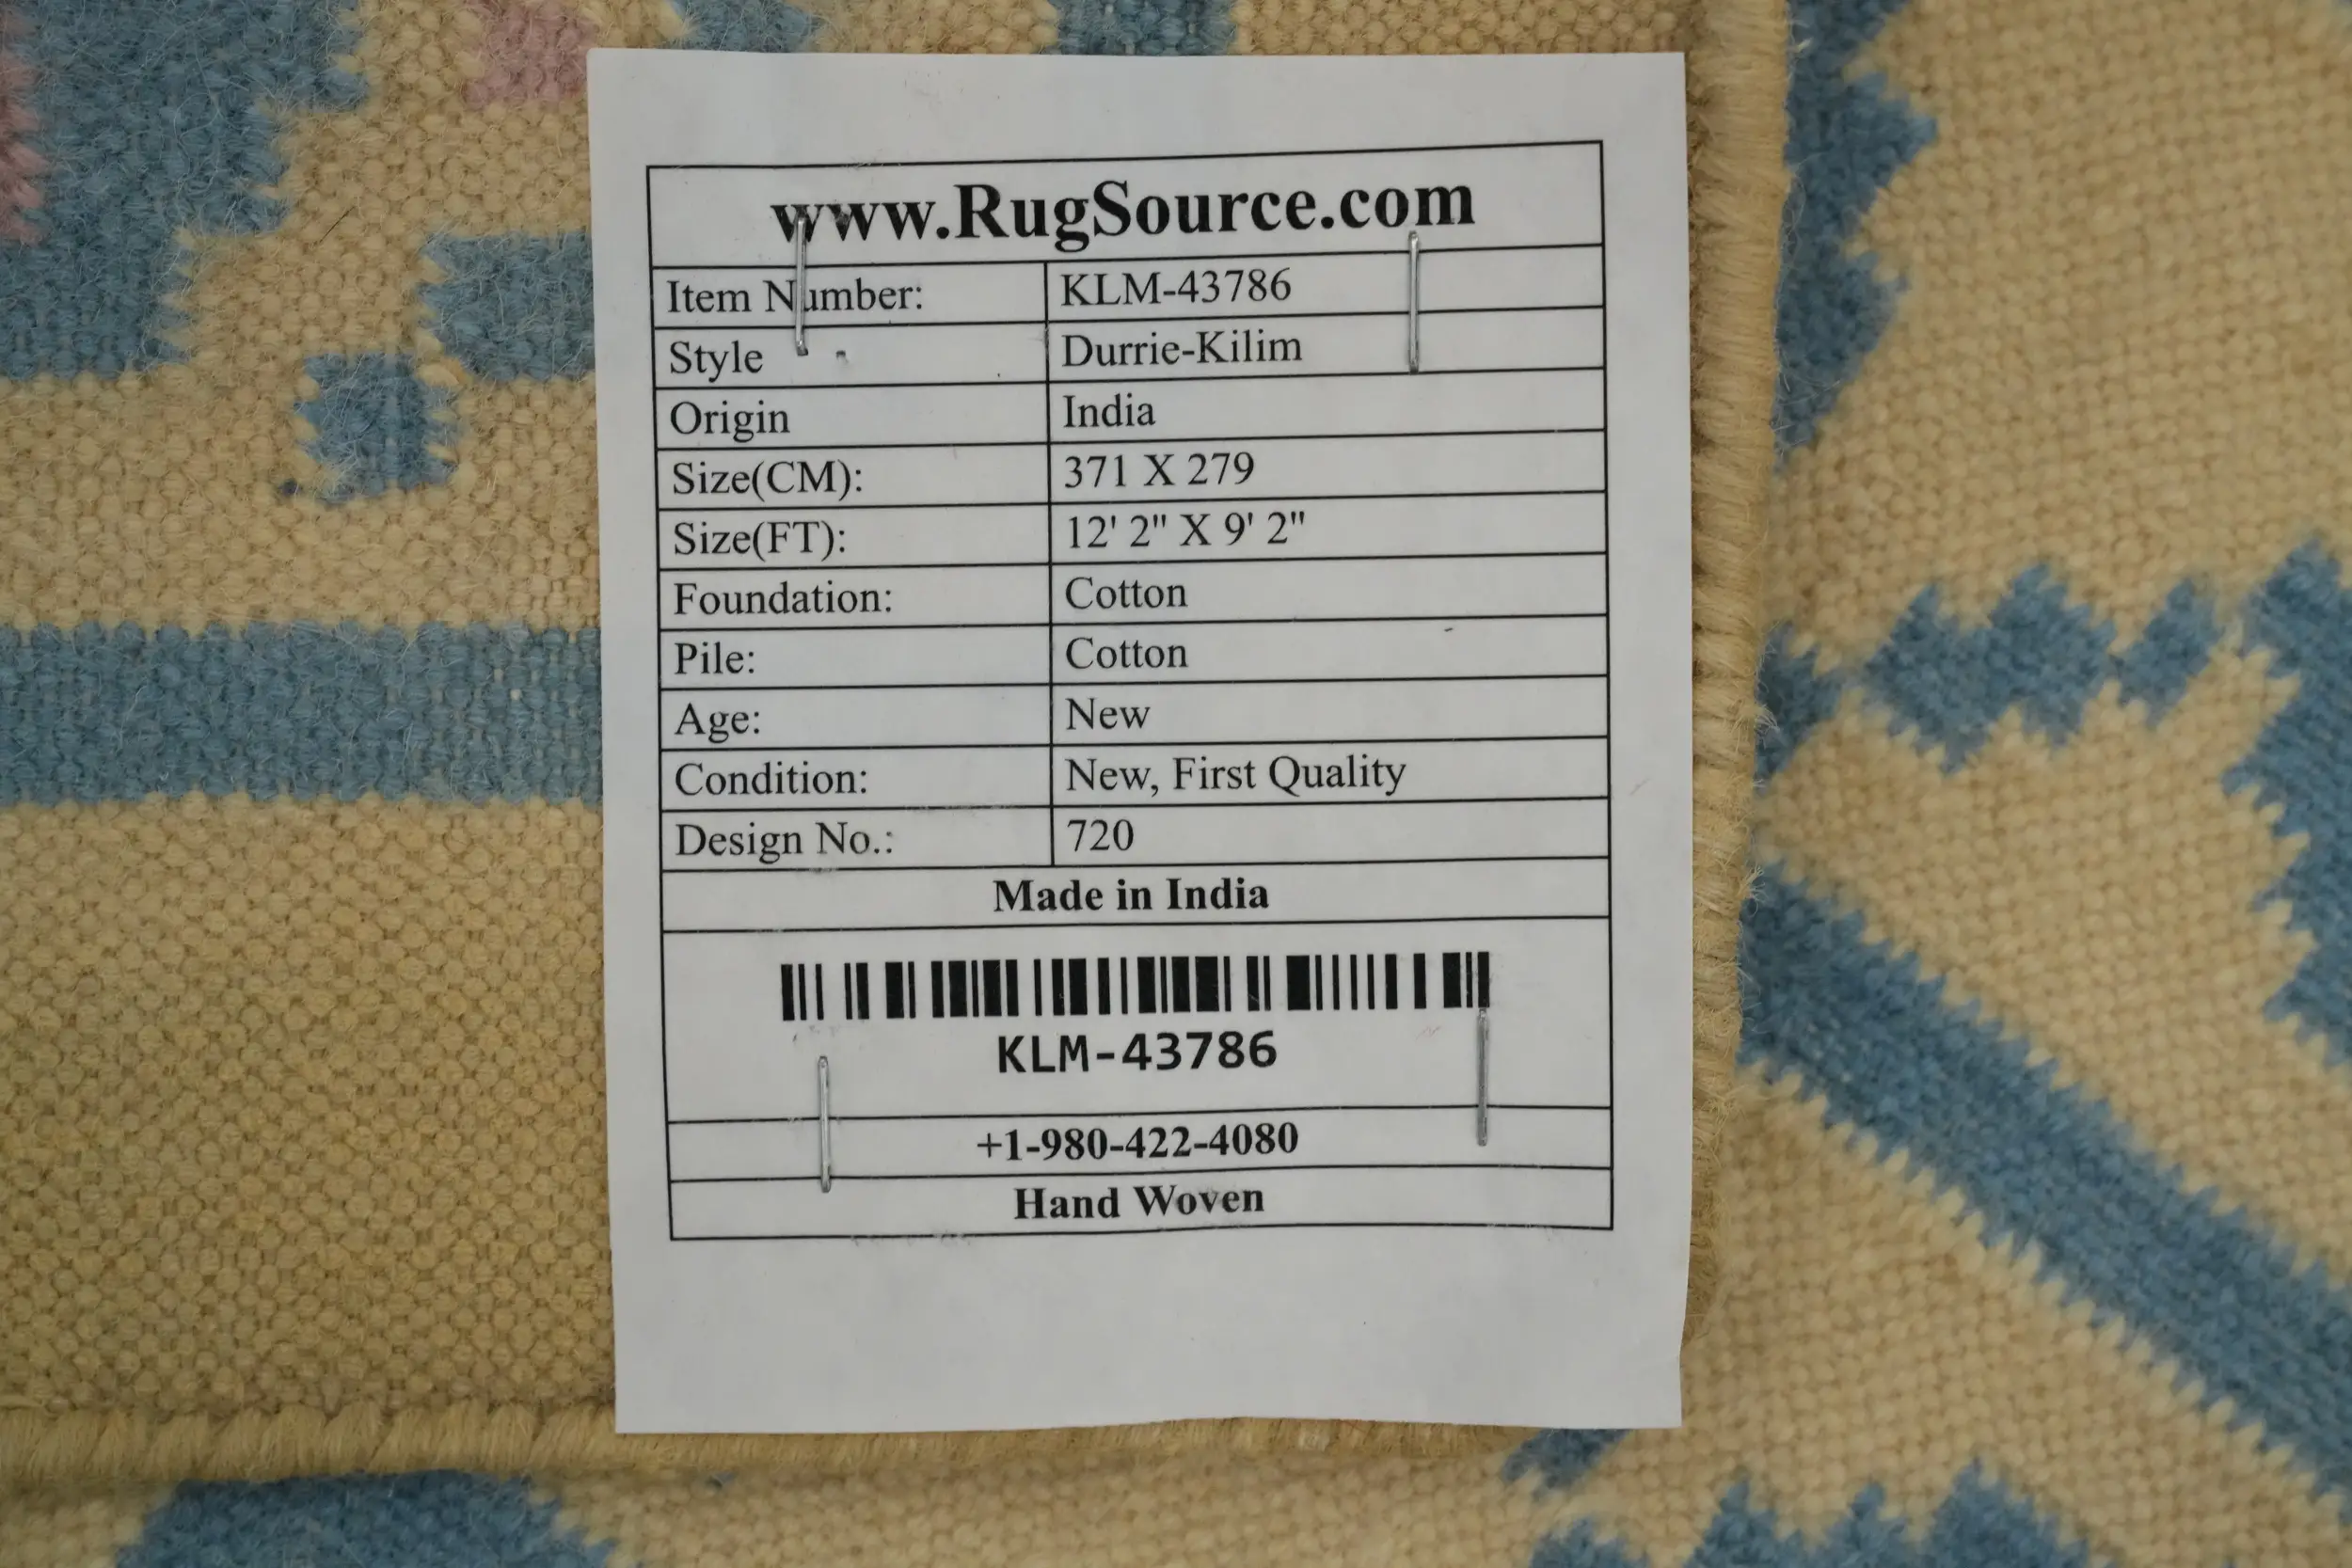 www.RugSource.com
Item Number: KLM-43786
Style Durrie-Kilim
Origin India
Size(CM): 371 X 279
Size(FT): 12' 2" X 9' 2"
Foundation: Cotton
Pile: Cotton
Age: New
Condition: New, First Quality
Design No.: 720
Made in India
KLM-43786
+1-980-422-4080
Hand Woven